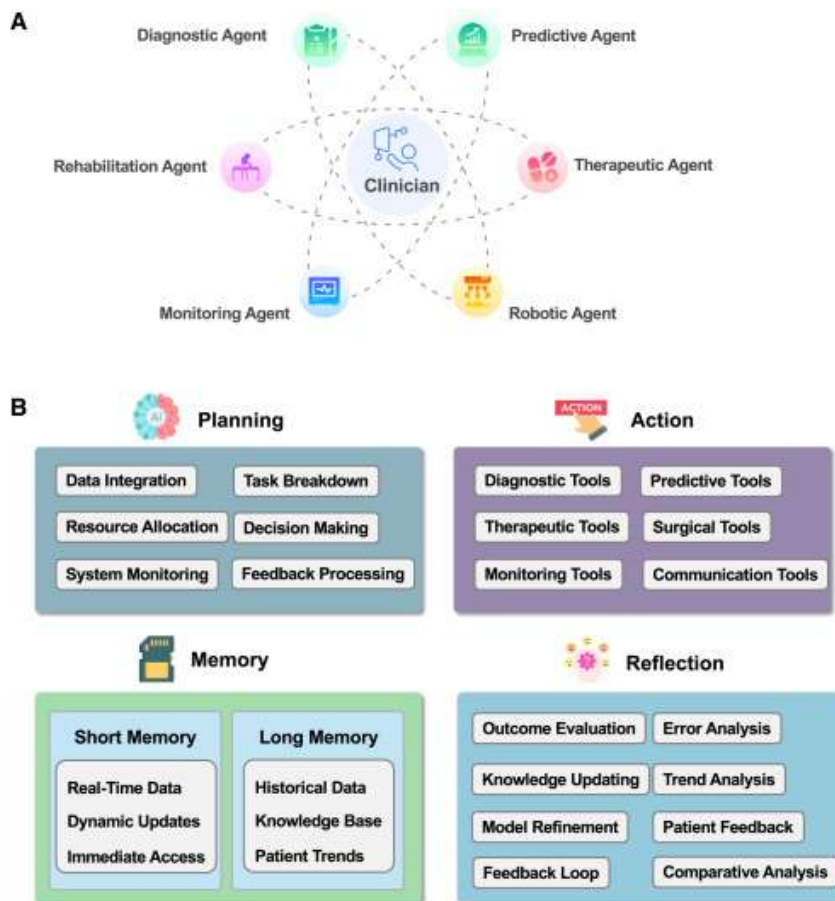 A
Diagnostic Agent
Predictive Agent
Rehabilitation Agent
Clinician
Therapeutic Agent
Monitoring Agent
Robotic Agent
B
AI
Planning
Data Integration
Task Breakdown
Resource Allocation
Decision Making
System Monitoring
Feedback Processing
ACTION
Action
Diagnostic Tools
Predictive Tools
Therapeutic Tools
Surgical Tools
Monitoring Tools
Communication Tools
Memory
Short Memory
Real-Time Data
Dynamic Updates
Immediate Access
Long Memory
Historical Data
Knowledge Base
Patient Trends
Reflection
Outcome Evaluation
Error Analysis
Knowledge Updating
Trend Analysis
Model Refinement
Patient Feedback
Feedback Loop
Comparative Analysis